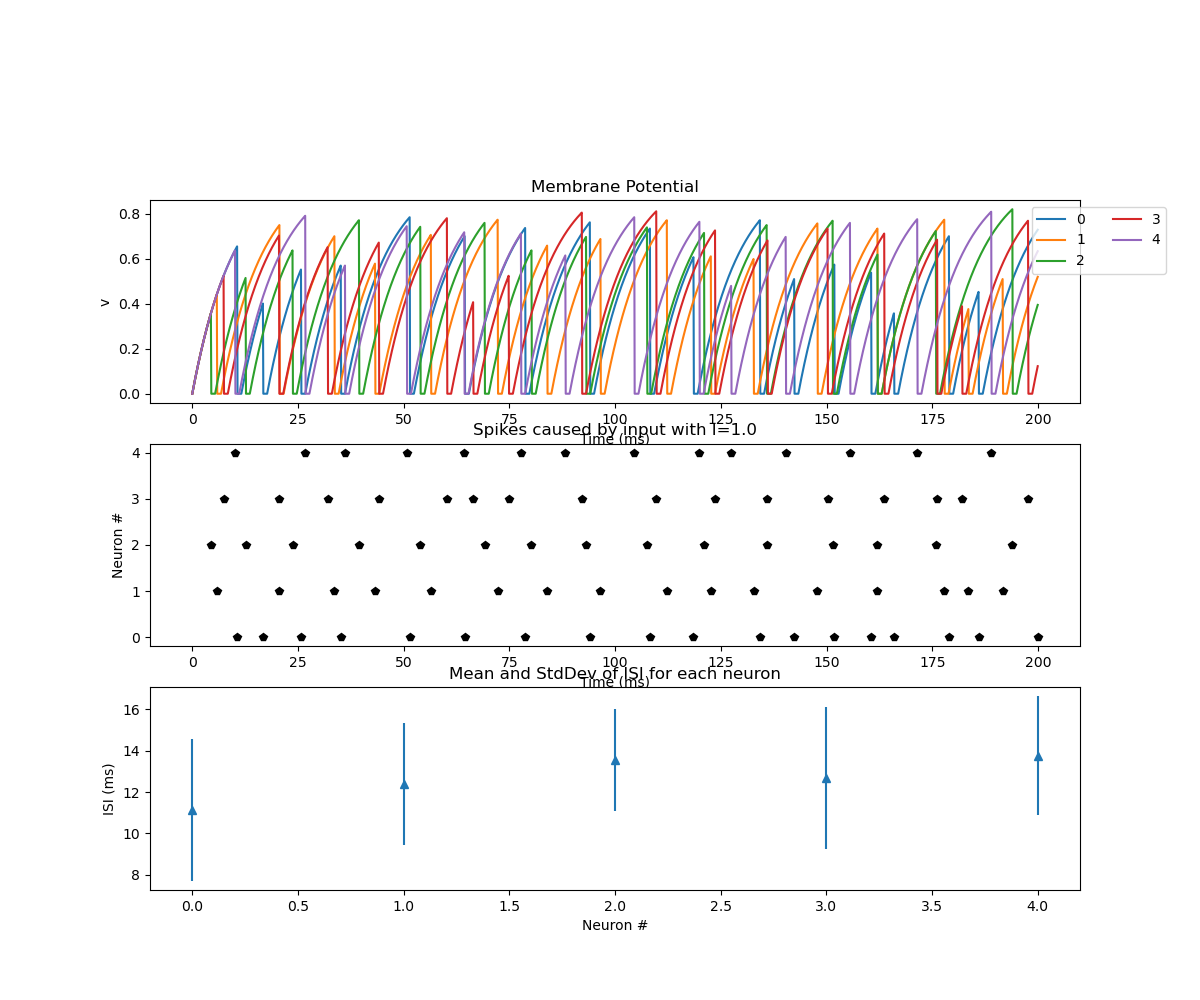 Membrane Potential
0.8
0.6
0.4
0.2
0.0
v
0 3
1 4
2
0 25 50 75 100 125 150 175 200
Time (ms)
Spikes caused by input with I=1.0
4
3
2
1
0
Neuron #
0 25 50 75 100 125 150 175 200
Time (ms)
Mean and StdDev of ISI for each neuron
16
14
12
10
8
ISI (ms)
0.0 0.5 1.0 1.5 2.0 2.5 3.0 3.5 4.0
Neuron #